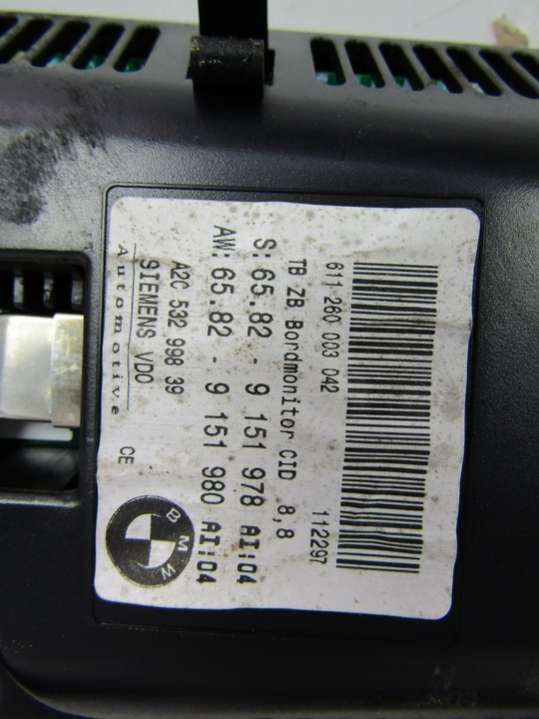 611-260 003 042 112297
TB ZB Bordmonitor CID 8,8
S: 65.82 - 9 151 978 AI:04
AW: 65.82 - 9 151 980 AI:04
A2C 532 998 39
SIEMENS VDO
Automotive CE
BMW